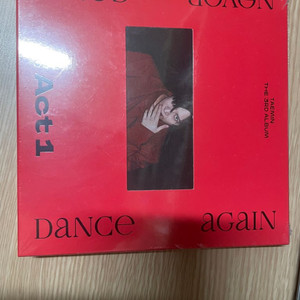 Act 1
TAEMIN
THE 3RD ALBUM
Dance Again